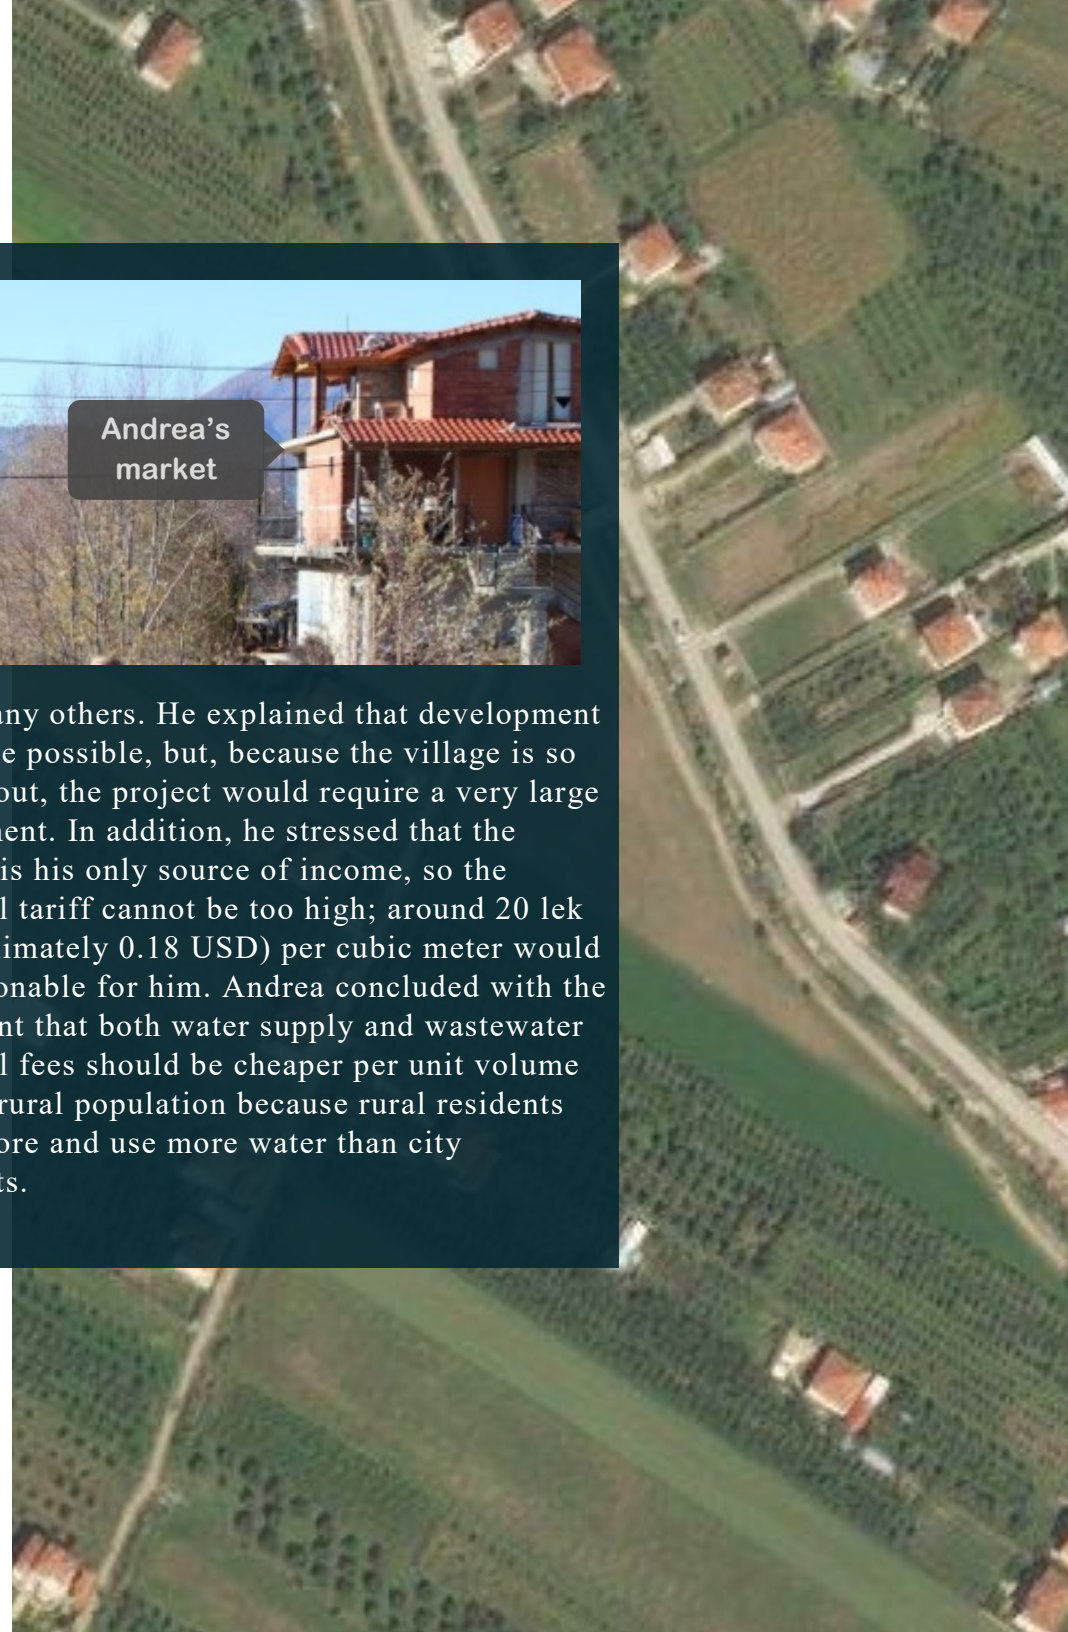 Andrea's
market
any others. He explained that development
e possible, but, because the village is so
out, the project would require a very large
ent. In addition, he stressed that the
is his only source of income, so the
l tariff cannot be too high; around 20 lek
imately 0.18 USD) per cubic meter would
onable for him. Andrea concluded with the
nt that both water supply and wastewater
l fees should be cheaper per unit volume
rural population because rural residents
ore and use more water than city
ts.